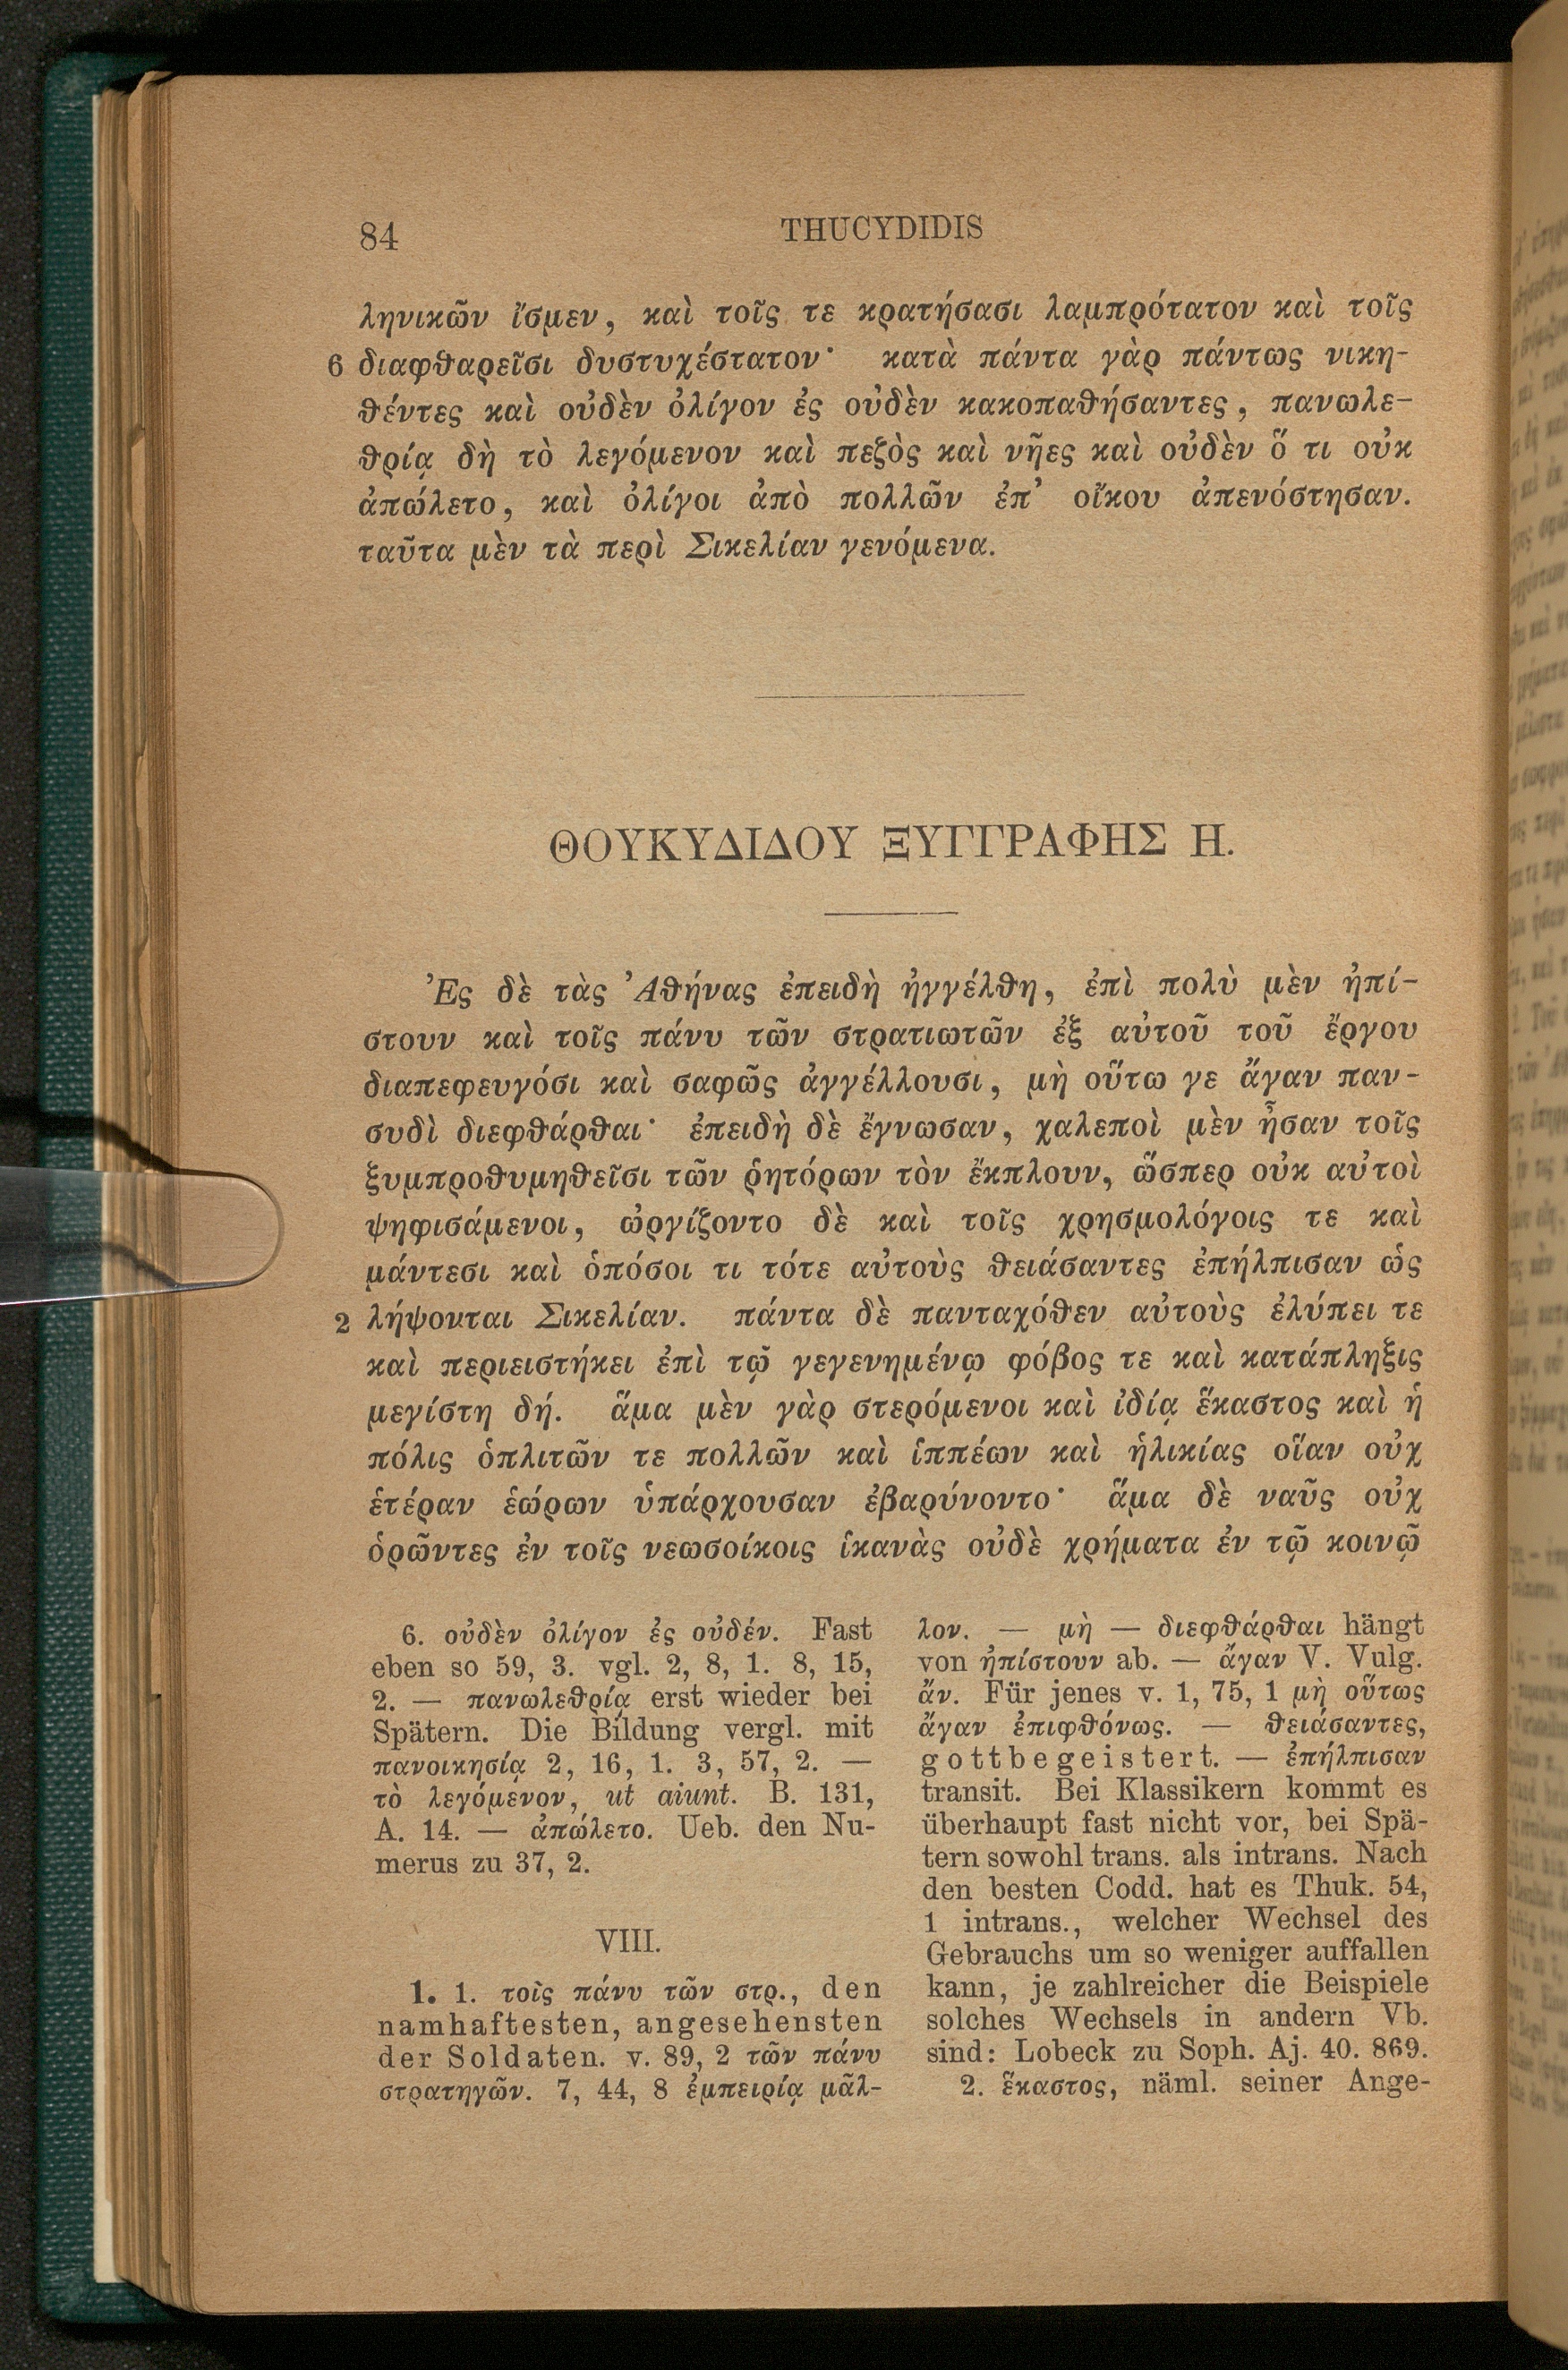 84
THUCYDIDIS
ληνικῶν ἴσμεν, καὶ τοῖς τε κρατήσασι λαμπρότατον καὶ τοῖς
6 διαφθαρεῖσι δυστυχέστατον· κατὰ πάντα γὰρ πάντως νικη-
θέντες καὶ οὐδὲν ὀλίγον ἐς οὐδὲν κακοπαθήσαντες, πανωλε-
θρίᾳ δὴ τὸ λεγόμενον καὶ πεζὸς καὶ νῆες καὶ οὐδὲν ὅ τι οὐκ
ἀπώλετο, καὶ ὀλίγοι ἀπὸ πολλῶν ἐπ’ οἴκου ἀπενόστησαν.
ταῦτα μὲν τὰ περὶ Σικελίαν γενόμενα.
ΘΟΥΚΥΔΙΔΟΥ ΞΥΓΓΡΑΦΗΣ Η.
Ἐς δὲ τὰς Ἀθήνας ἐπειδὴ ἠγγέλθη, ἐπὶ πολὺ μὲν ἠπί-
στουν καὶ τοῖς πάνυ τῶν στρατιωτῶν ἐξ αὐτοῦ τοῦ ἔργου
διαπεφευγόσι καὶ σαφῶς ἀγγέλλουσι, μὴ οὕτω γε ἄγαν παν-
συδὶ διεφθάρθαι· ἐπειδὴ δὲ ἔγνωσαν, χαλεποὶ μὲν ἦσαν τοῖς
ξυμπροθυμηθεῖσι τῶν ῥητόρων τὸν ἔκπλουν, ὥσπερ οὐκ αὐτοὶ
ψηφισάμενοι, ὠργίζοντο δὲ καὶ τοῖς χρησμολόγοις τε καὶ
μάντεσι καὶ ὁπόσοι τι τότε αὐτοὺς θειάσαντες ἐπήλπισαν ὡς
2 λήψονται Σικελίαν. πάντα δὲ πανταχόθεν αὐτοὺς ἐλύπει τε
καὶ περιειστήκει ἐπὶ τῷ γεγενημένῳ φόβος τε καὶ κατάπληξις
μεγίστη δή. ἅμα μὲν γὰρ στερόμενοι καὶ ἰδίᾳ ἕκαστος καὶ ἡ
πόλις ὁπλιτῶν τε πολλῶν καὶ ἱππέων καὶ ἡλικίας οἵαν οὐχ
ἑτέραν ἑώρων ὑπάρχουσαν ἐβαρύνοντο· ἅμα δὲ ναῦς οὐχ
ὁρῶντες ἐν τοῖς νεωσοίκοις ἱκανὰς οὐδὲ χρήματα ἐν τῷ κοινῷ
6. οὐδὲν ὀλίγον ἐς οὐδέν. Fast
eben so 59, 3. vgl. 2, 8, 1. 8, 15,
2. — πανωλεθρίᾳ erst wieder bei
Spätern. Die Bildung vergl. mit
πανοικησίᾳ 2, 16, 1. 3, 57, 2. —
τὸ λεγόμενον, ut aiunt. B. 131,
A. 14. — ἀπώλετο. Ueb. den Nu-
merus zu 37, 2.
VIII.
1. 1. τοῖς πάνυ τῶν στρ., den
namhaftesten, angesehensten
der Soldaten. v. 89, 2 τῶν πάνυ
στρατηγῶν. 7, 44, 8 ἐμπειρίᾳ μᾶλ-
λον. — μὴ — διεφθάρθαι hängt
von ἠπίστουν ab. — ἄγαν V. Vulg.
ἄν. Für jenes v. 1, 75, 1 μὴ οὕτως
ἄγαν ἐπιφθόνως. — θειάσαντες,
gottbegeistert. — ἐπήλπισαν
transit. Bei Klassikern kommt es
überhaupt fast nicht vor, bei Spä-
tern sowohl trans. als intrans. Nach
den besten Codd. hat es Thuk. 54,
1 intrans., welcher Wechsel des
Gebrauchs um so weniger auffallen
kann, je zahlreicher die Beispiele
solches Wechsels in andern Vb.
sind: Lobeck zu Soph. Aj. 40. 869.
2. ἕκαστος, näml. seiner Ange-